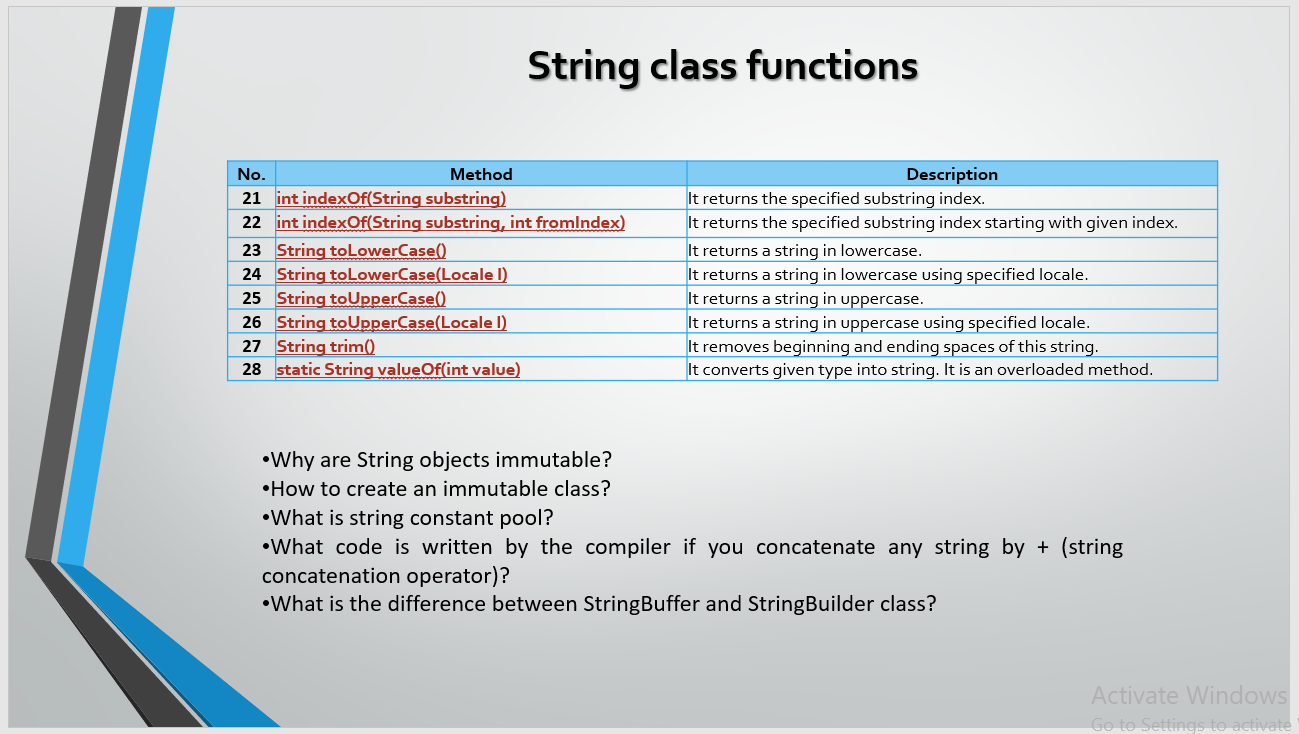 String class functions
No. Method Description
21 int indexOf(String substring) It returns the specified substring index.
22 int indexOf(String substring, int fromIndex) It returns the specified substring index starting with given index.
23 String toLowerCase() It returns a string in lowercase.
24 String toLowerCase(Locale l) It returns a string in lowercase using specified locale.
25 String toUpperCase() It returns a string in uppercase.
26 String toUpperCase(Locale l) It returns a string in uppercase using specified locale.
27 String trim() It removes beginning and ending spaces of this string.
28 static String valueOf(int value) It converts given type into string. It is an overloaded method.
•Why are String objects immutable?
•How to create an immutable class?
•What is string constant pool?
•What code is written by the compiler if you concatenate any string by + (string
concatenation operator)?
•What is the difference between StringBuffer and StringBuilder class?
Activate Windows
Go to Settings to activate